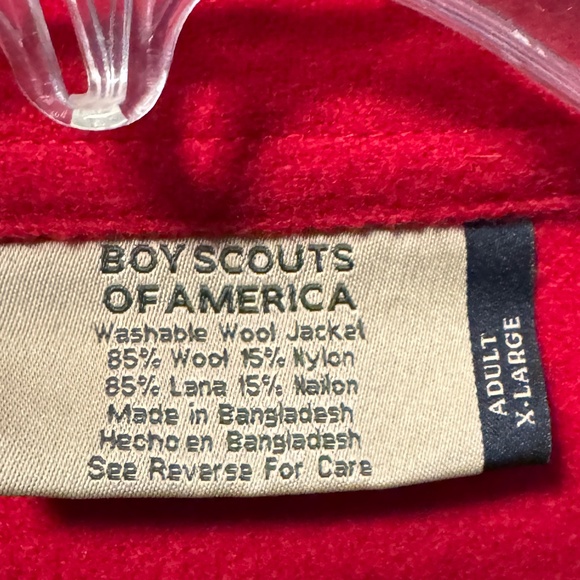 BOY SCOUTS
OF AMERICA
Washable Wool Jacket
85% Wool 15% Nylon
85% Lana 15% Nailon
Made in Bangladesh
Hecho en Bangladesh
See Reverse For Care
ADULT
X-LARGE